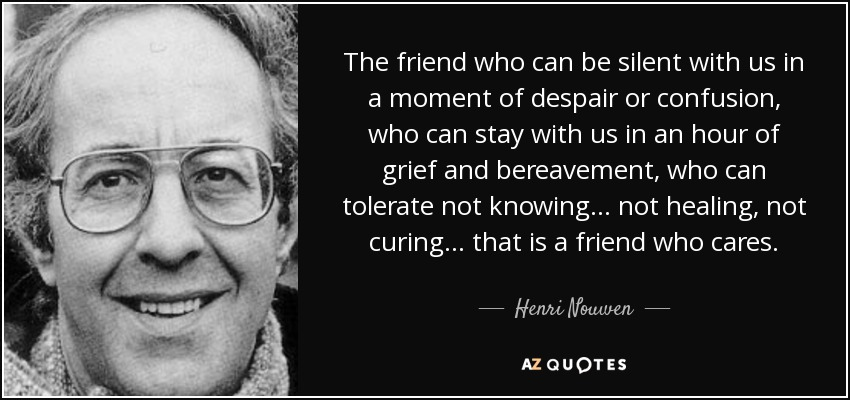 The friend who can be silent with us in
a moment of despair or confusion,
who can stay with us in an hour of
grief and bereavement, who can
tolerate not knowing... not healing, not
curing... that is a friend who cares.
Henri Nouwen
AZ QUOTES